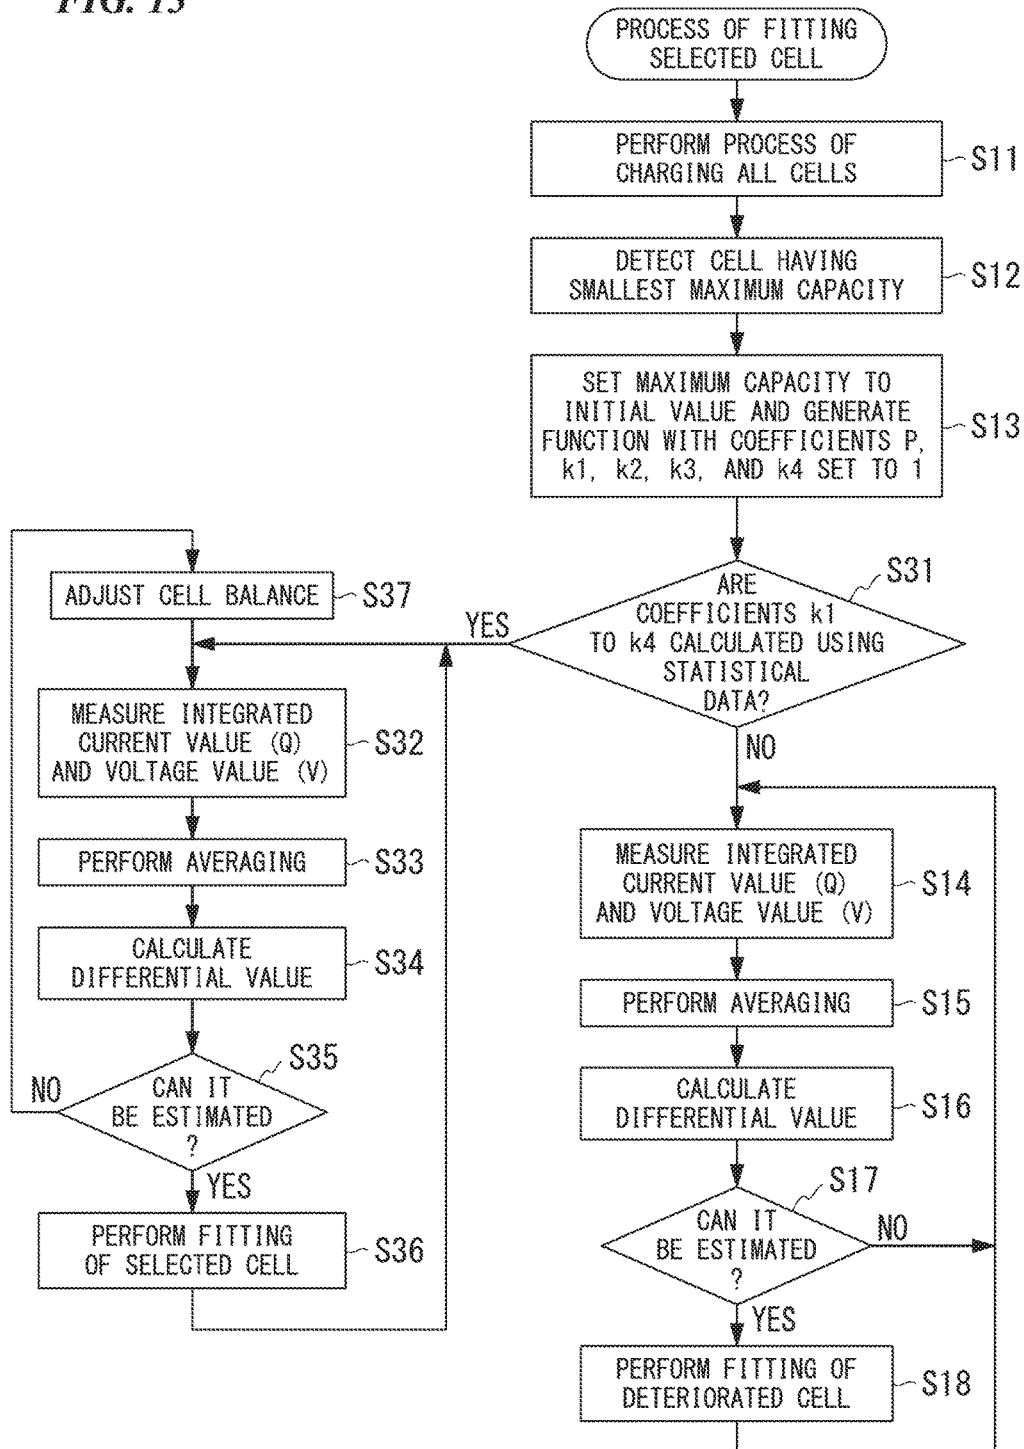 FIG. 13
PROCESS OF FITTING
SELECTED CELL
PERFORM PROCESS OF
CHARGING ALL CELLS
S11
DETECT CELL HAVING
SMALLEST MAXIMUM CAPACITY
S12
SET MAXIMUM CAPACITY TO
INITIAL VALUE AND GENERATE
FUNCTION WITH COEFFICIENTS P,
k1, k2, k3, AND k4 SET TO 1
S13
ARE
COEFFICIENTS k1
TO k4 CALCULATED USING
STATISTICAL
DATA?
S31
YES
NO
ADJUST CELL BALANCE
S37
MEASURE INTEGRATED
CURRENT VALUE (Q)
AND VOLTAGE VALUE (V)
S32
PERFORM AVERAGING
S33
CALCULATE
DIFFERENTIAL VALUE
S34
CAN IT
BE ESTIMATED
?
S35
NO
YES
PERFORM FITTING
OF SELECTED CELL
S36
MEASURE INTEGRATED
CURRENT VALUE (Q)
AND VOLTAGE VALUE (V)
S14
PERFORM AVERAGING
S15
CALCULATE
DIFFERENTIAL VALUE
S16
CAN IT
BE ESTIMATED
?
S17
NO
YES
PERFORM FITTING OF
DETERIORATED CELL
S18